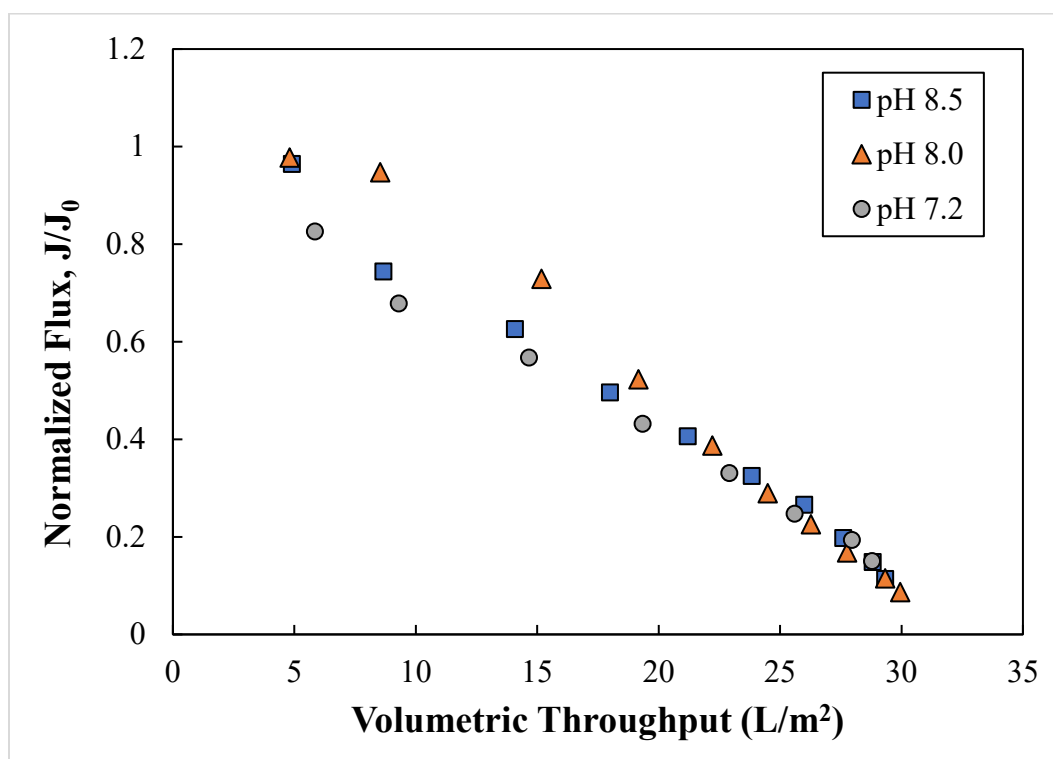 1.2
1
0.8
0.6
0.4
0.2
0
Normalized Flux, J/J₀
pH 8.5
pH 8.0
pH 7.2
0 5 10 15 20 25 30 35
Volumetric Throughput (L/m²)